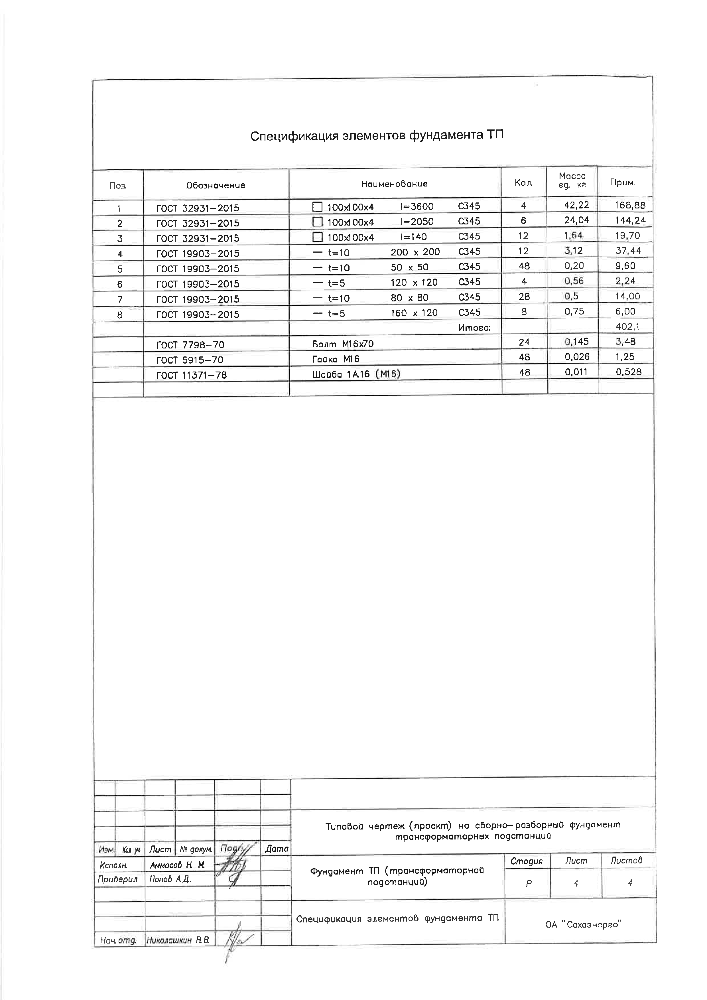 Спецификация элементов фундамента ТП
Поз. Обозначение Наименование Кол. Масса ед. кг Прим.
1 ГОСТ 32931-2015 □ 100х100х4 l=3600 С345 4 42,22 168,88
2 ГОСТ 32931-2015 □ 100х100х4 l=2050 С345 6 24,04 144,24
3 ГОСТ 32931-2015 □ 100х100х4 l=140 С345 12 1,64 19,70
4 ГОСТ 19903-2015 — t=10 200 х 200 С345 12 3,12 37,44
5 ГОСТ 19903-2015 — t=10 50 х 50 С345 48 0,20 9,60
6 ГОСТ 19903-2015 — t=5 120 х 120 С345 4 0,56 2,24
7 ГОСТ 19903-2015 — t=10 80 х 80 С345 28 0,5 14,00
8 ГОСТ 19903-2015 — t=5 160 х 120 С345 8 0,75 6,00
Итого: 402,1
ГОСТ 7798-70 Болт М16х70 24 0,145 3,48
ГОСТ 5915-70 Гайка М16 48 0,026 1,25
ГОСТ 11371-78 Шайба 1А.16 (М16) 48 0,011 0,528
Типовой чертеж (проект) на сборно-разборный фундамент
трансформаторных подстанций
Изм. Кол уч Лист № докум. Подп. Дата
Исполн. Аммосов Н. М.
Проверил Попов А.Д.
Нач. отд. Николашкин В.В.
Фундамент ТП (трансформаторной
подстанций)
Стадия Лист Листов
Р 4 4
Спецификация элементов фундамента ТП
ОА "Сахаэнерго"